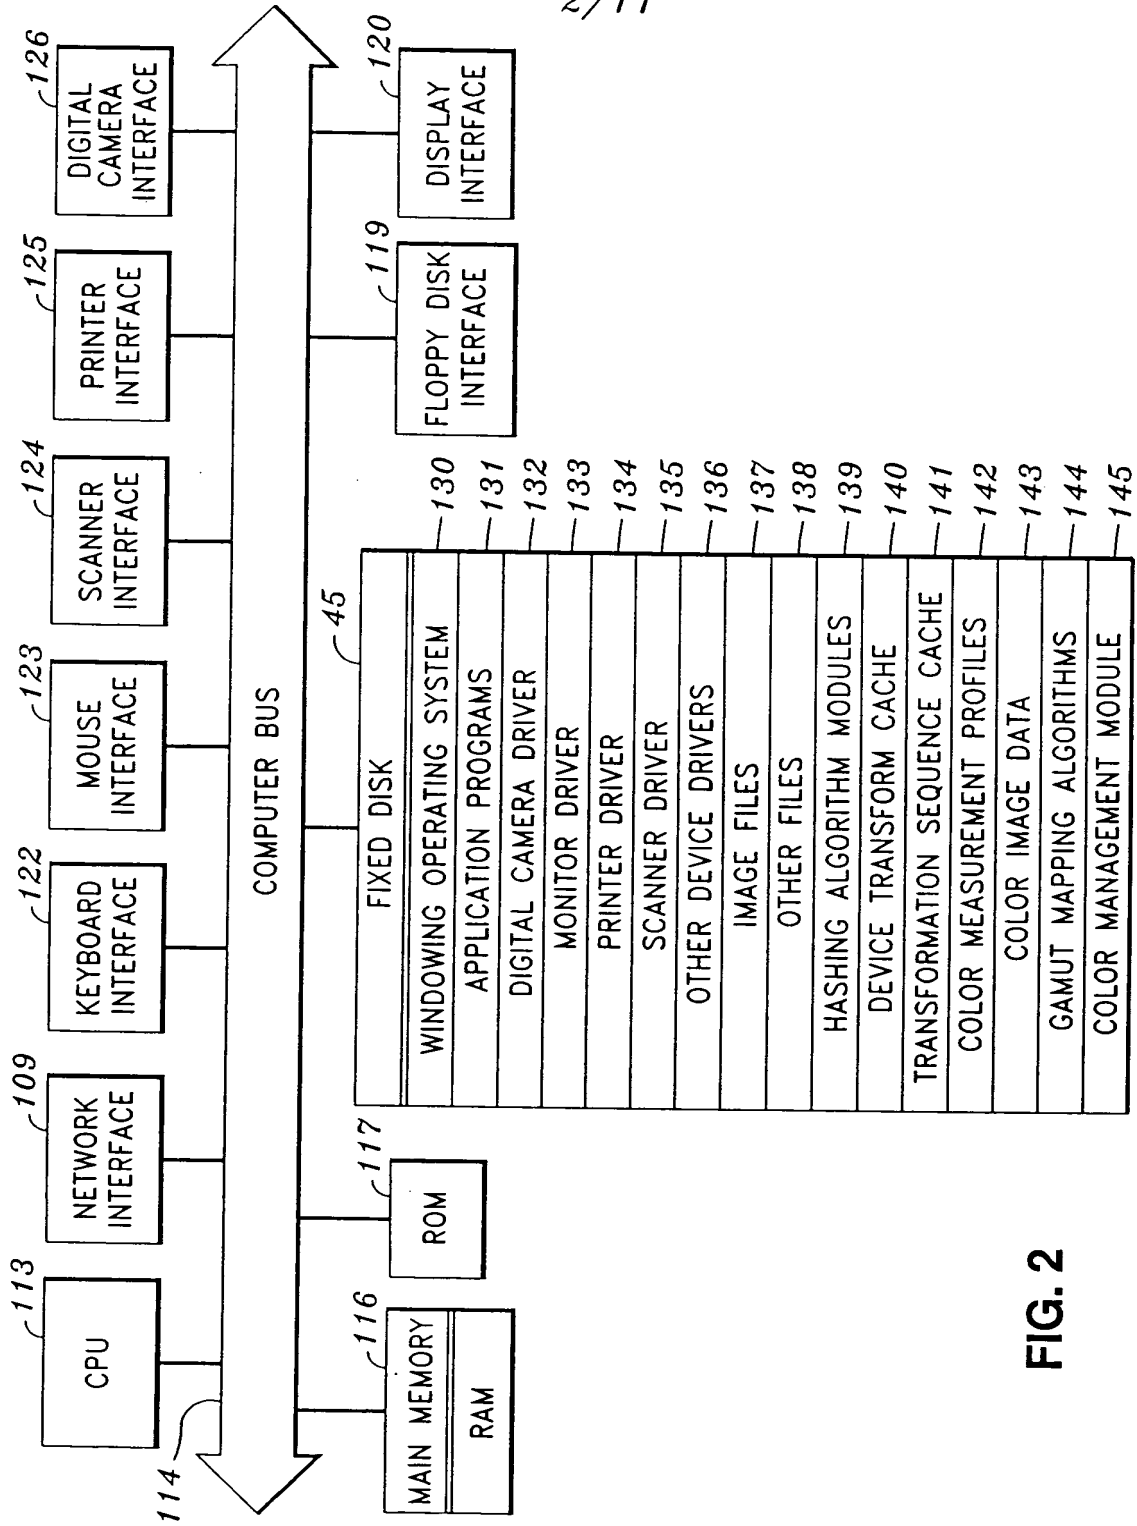 2/11
113
CPU
109
NETWORK
INTERFACE
122
KEYBOARD
INTERFACE
123
MOUSE
INTERFACE
124
SCANNER
INTERFACE
125
PRINTER
INTERFACE
126
DIGITAL
CAMERA
INTERFACE
114
COMPUTER BUS
116
MAIN MEMORY
RAM
117
ROM
45
FIXED DISK
WINDOWING OPERATING SYSTEM 130
APPLICATION PROGRAMS 131
DIGITAL CAMERA DRIVER 132
MONITOR DRIVER 133
PRINTER DRIVER 134
SCANNER DRIVER 135
OTHER DEVICE DRIVERS 136
IMAGE FILES 137
OTHER FILES 138
HASHING ALGORITHM MODULES 139
DEVICE TRANSFORM CACHE 140
TRANSFORMATION SEQUENCE CACHE 141
COLOR MEASUREMENT PROFILES 142
COLOR IMAGE DATA 143
GAMUT MAPPING ALGORITHMS 144
COLOR MANAGEMENT MODULE 145
119
FLOPPY DISK
INTERFACE
120
DISPLAY
INTERFACE
FIG. 2